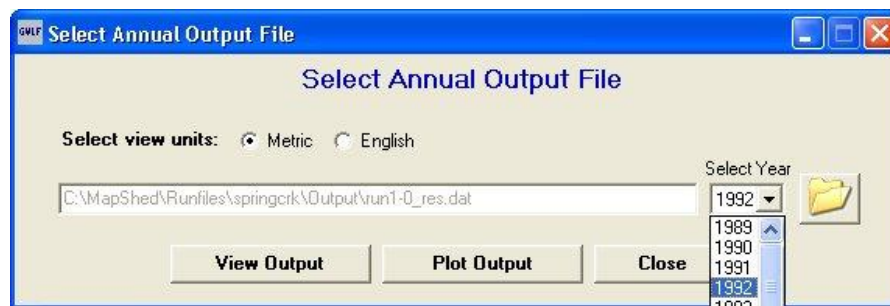 GWLF Select Annual Output File
Select Annual Output File
Select view units: Metric English
Select Year
C:\MapShed\Runfiles\springcrk\Output\run1-0_res.dat 1992
1989
1990
View Output Plot Output Close
1991
1992